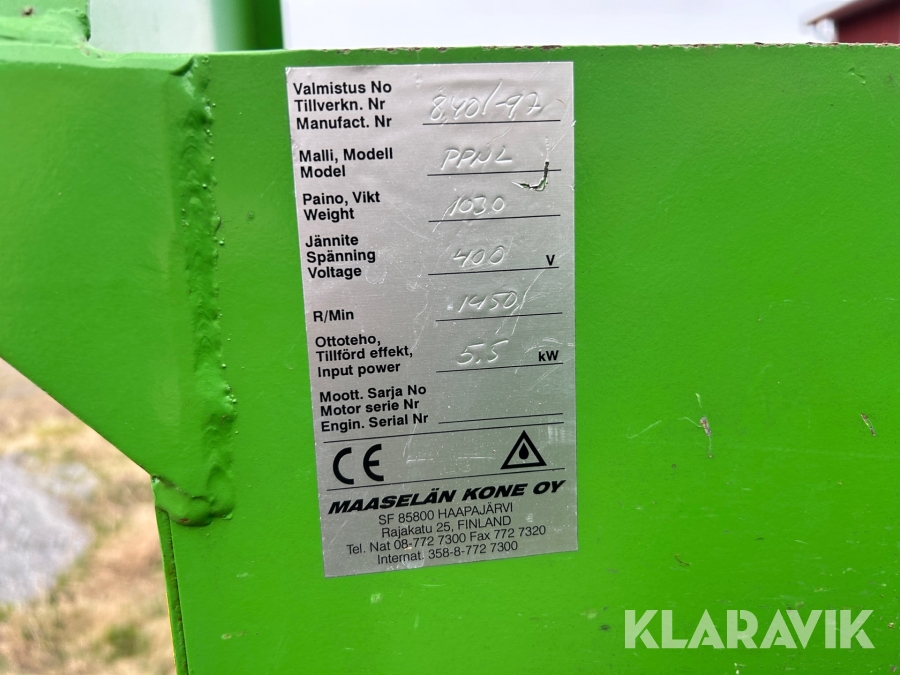 Valmistus No
Tillverkn. Nr
Manufact. Nr 8,401-97
Malli, Modell
Model PPNL
Paino, Vikt
Weight 1030
Jännite
Spänning
Voltage 400 V
R/Min 1450
Ottoteho,
Tillförd effekt,
Input power 5.5 kW
Moott. Sarja No
Motor serie Nr
Engin. Serial Nr
CE
MAASELÄN KONE OY
SF 85800 HAAPAJÄRVI
Rajakatu 25, FINLAND
Tel. Nat 08-772 7300 Fax 772 7320
Internat. 358-8-772 7300
KLARAVIK